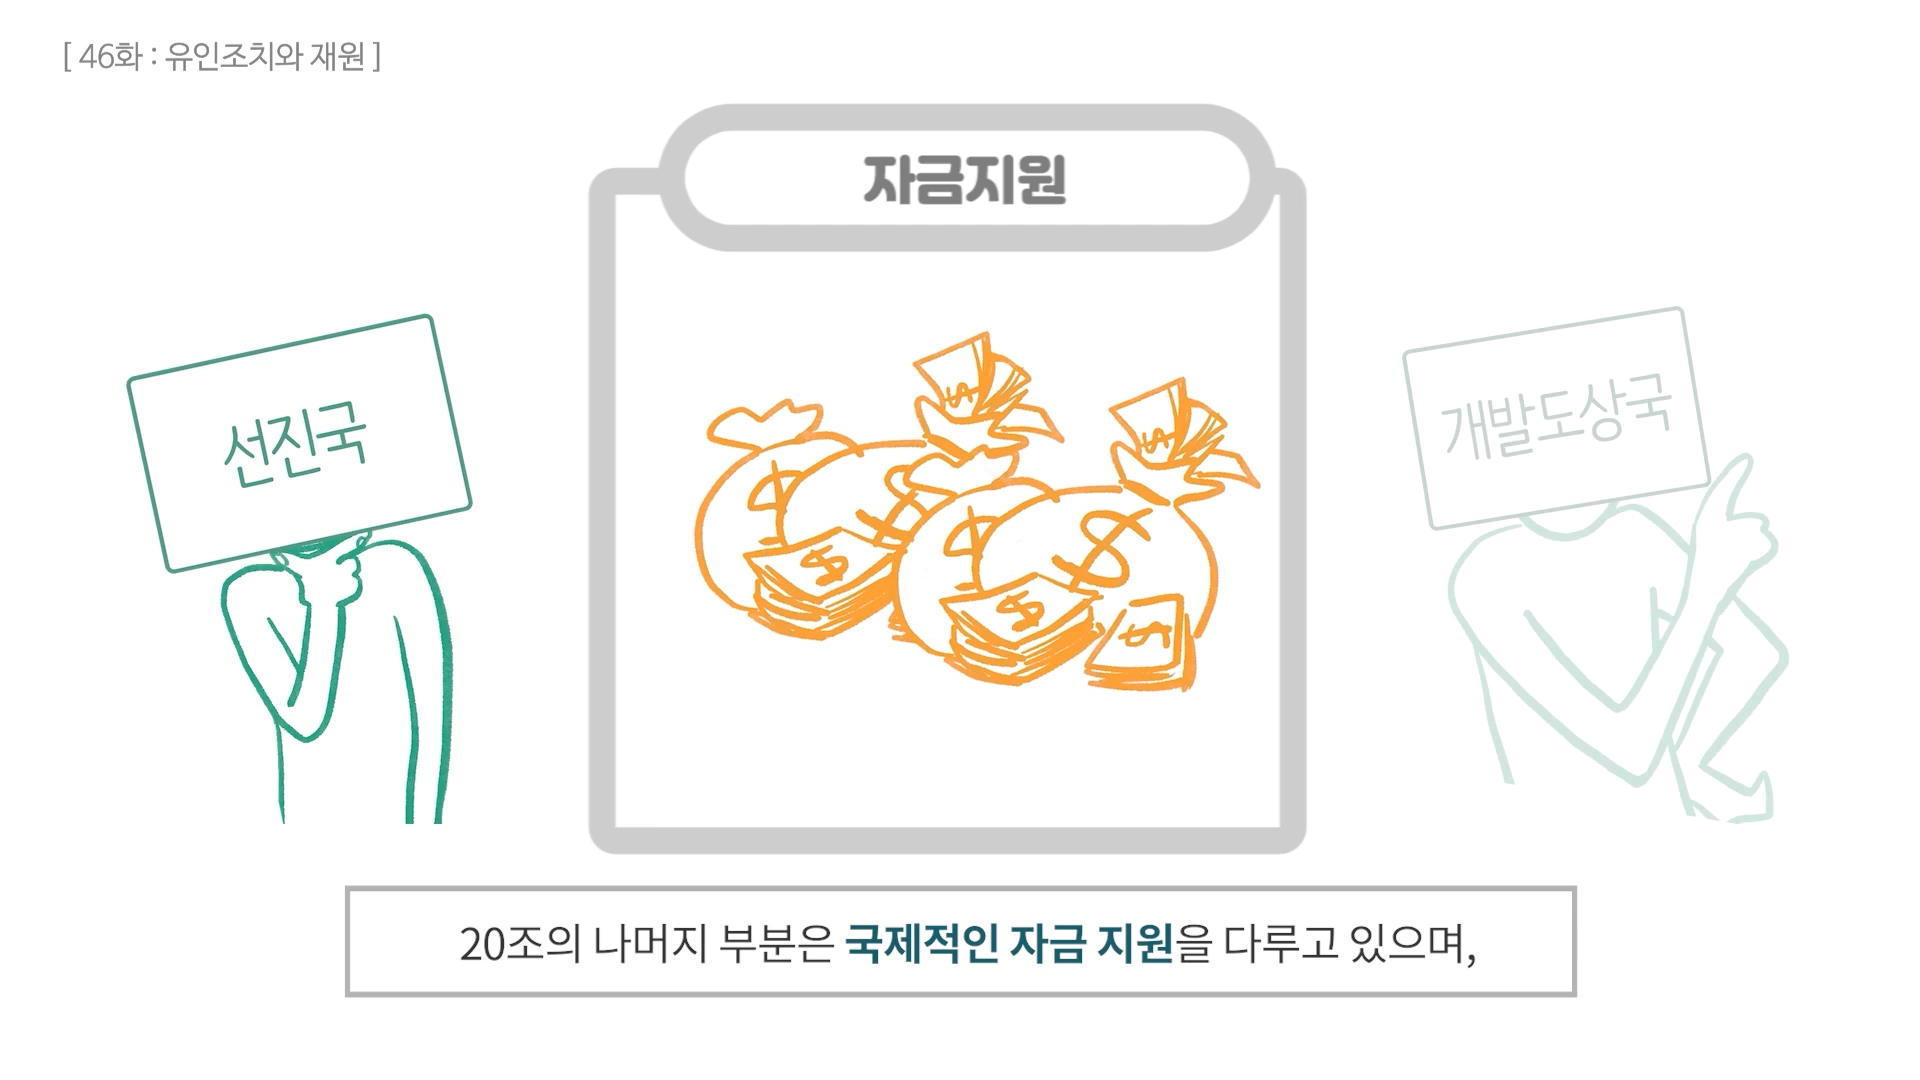 [ 46화 : 유인조치와 재원 ]
자금지원
선진국
개발도상국
20조의 나머지 부분은 국제적인 자금 지원을 다루고 있으며,